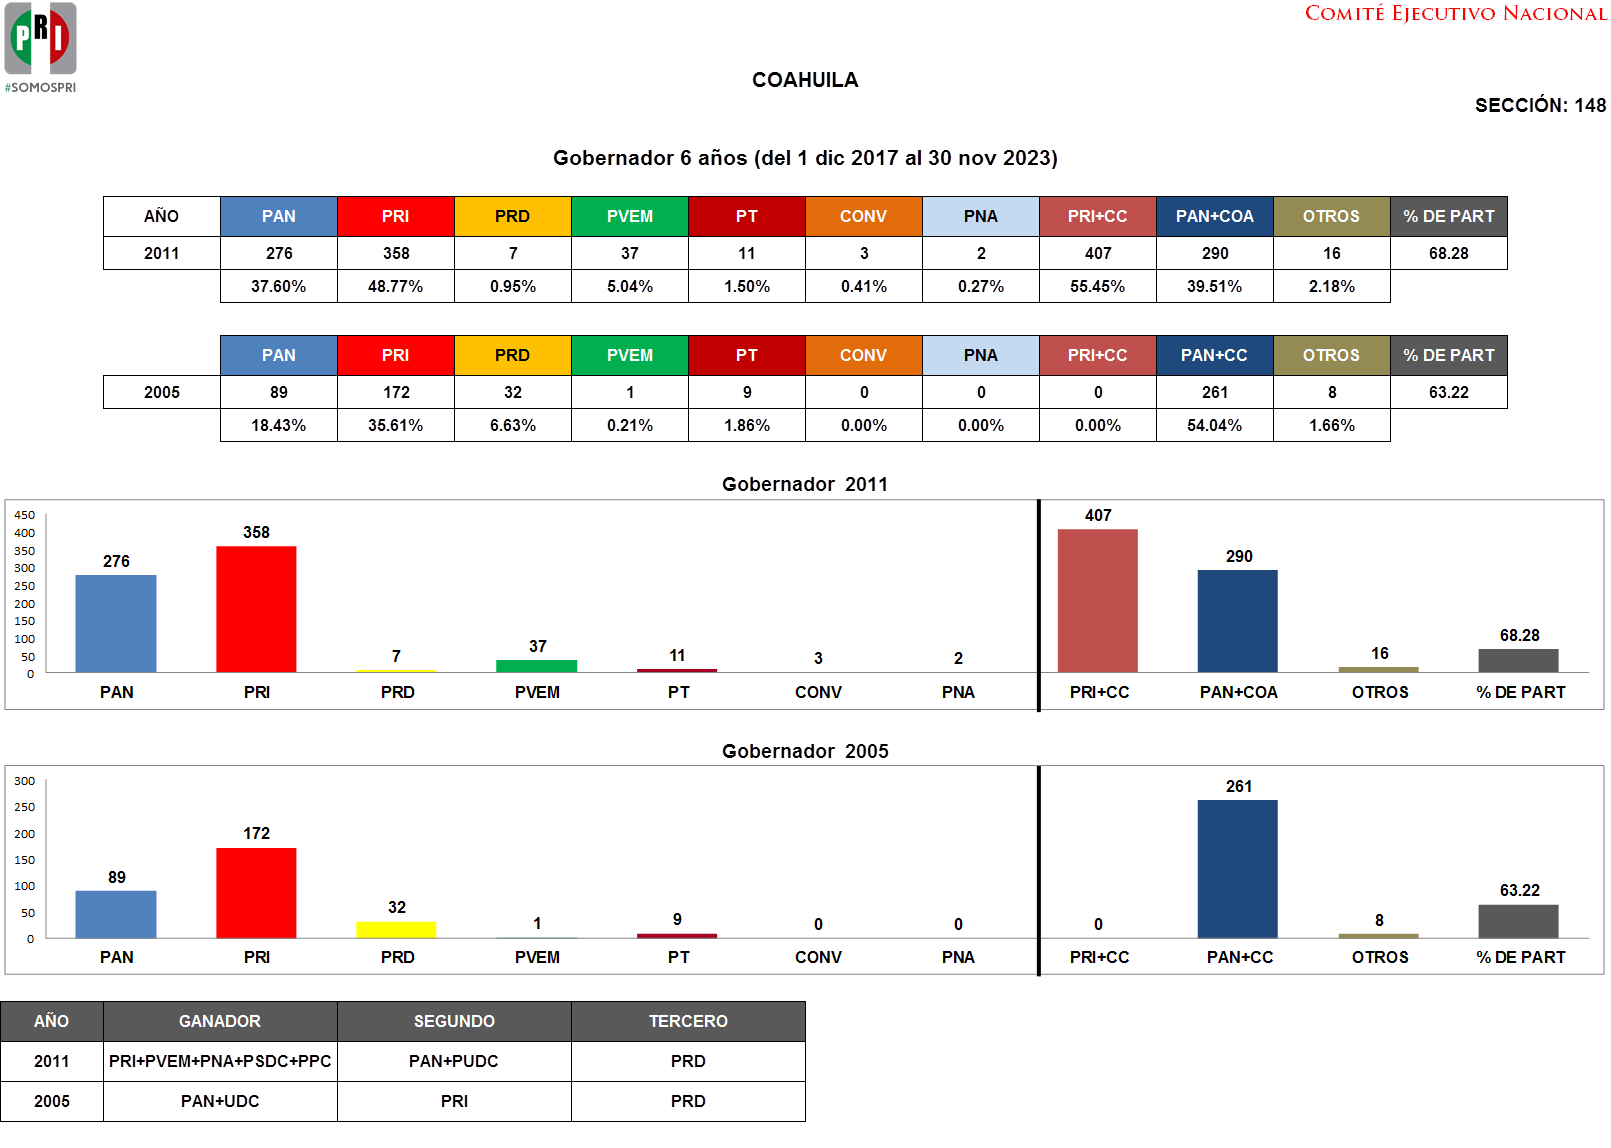 PRI
#SOMOSPRI
COMITÉ EJECUTIVO NACIONAL
COAHUILA
SECCIÓN: 148
Gobernador 6 años (del 1 dic 2017 al 30 nov 2023)
AÑO PAN PRI PRD PVEM PT CONV PNA PRI+CC PAN+COA OTROS % DE PART
2011 276 358 7 37 11 3 2 407 290 16 68.28
37.60% 48.77% 0.95% 5.04% 1.50% 0.41% 0.27% 55.45% 39.51% 2.18%
PAN PRI PRD PVEM PT CONV PNA PRI+CC PAN+CC OTROS % DE PART
2005 89 172 32 1 9 0 0 0 261 8 63.22
18.43% 35.61% 6.63% 0.21% 1.86% 0.00% 0.00% 0.00% 54.04% 1.66%
Gobernador 2011
450
400
350
300
250
200
150
100
50
0
276 358 7 37 11 3 2 407 290 16 68.28
PAN PRI PRD PVEM PT CONV PNA PRI+CC PAN+COA OTROS % DE PART
Gobernador 2005
300
250
200
150
100
50
0
89 172 32 1 9 0 0 0 261 8 63.22
PAN PRI PRD PVEM PT CONV PNA PRI+CC PAN+CC OTROS % DE PART
AÑO GANADOR SEGUNDO TERCERO
2011 PRI+PVEM+PNA+PSDC+PPC PAN+PUDC PRD
2005 PAN+UDC PRI PRD